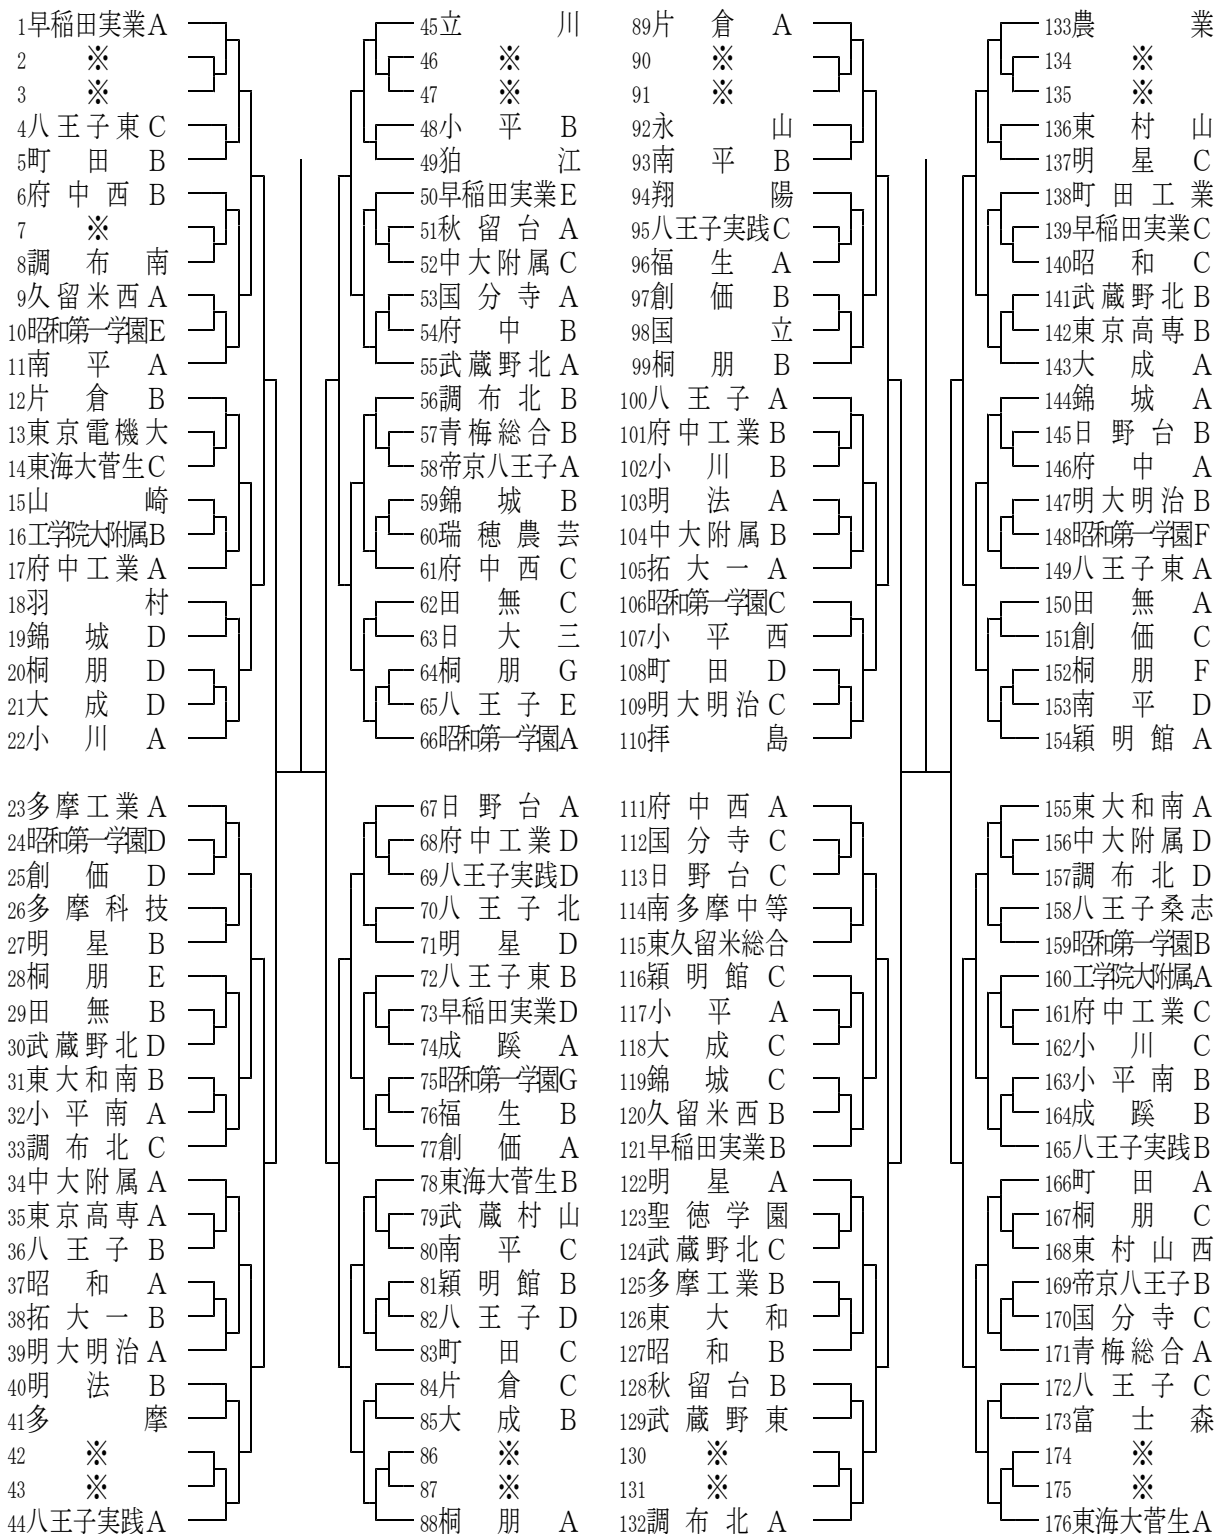 1早稲田実業A
2 ※
3 ※
4八王子東C
5町田B
6府中西B
7 ※
8調布南
9久留米西A
10昭和第一学園E
11南平A
12片倉B
13東京電機大
14東海大菅生C
15山崎
16工学院大附属B
17府中工業A
18羽村
19錦城D
20桐朋D
21大成D
22小川A
23多摩工業A
24昭和第一学園D
25創価D
26多摩科技
27明星B
28桐朋E
29田無B
30武蔵野北D
31東大和南B
32小平南A
33調布北C
34中大附属A
35東京高専A
36八王子B
37昭和A
38拓大一B
39明大明治A
40明法B
41多摩
42 ※
43 ※
44八王子実践A
45立川
46 ※
47 ※
48小平B
49狛江
50早稲田実業E
51秋留台A
52中大附属C
53国分寺A
54府中B
55武蔵野北A
56調布北B
57青梅総合B
58帝京八王子A
59錦城B
60瑞穂農芸
61府中西C
62田無C
63日大三
64桐朋G
65八王子E
66昭和第一学園A
67日野台A
68府中工業D
69八王子実践D
70八王子北
71明星D
72八王子東B
73早稲田実業D
74成蹊A
75昭和第一学園G
76福生B
77創価A
78東海大菅生B
79武蔵村山
80南平C
81穎明館B
82八王子D
83町田C
84片倉C
85大成B
86 ※
87 ※
88桐朋A
89片倉A
90 ※
91 ※
92永山
93南平B
94翔陽
95八王子実践C
96福生A
97創価B
98国立
99桐朋B
100八王子A
101府中工業B
102小川B
103明法A
104中大附属B
105拓大一A
106昭和第一学園C
107小平西
108町田D
109明大明治C
110拝島
111府中西A
112国分寺C
113日野台C
114南多摩中等
115東久留米総合
116穎明館C
117小平A
118大成C
119錦城C
120久留米西B
121早稲田実業B
122明星A
123聖徳学園
124武蔵野北C
125多摩工業B
126東大和
127昭和B
128秋留台B
129武蔵野東
130 ※
131 ※
132調布北A
133農業
134 ※
135 ※
136東村山
137明星C
138町田工業
139早稲田実業C
140昭和C
141武蔵野北B
142東京高専B
143大成A
144錦城A
145日野台B
146府中A
147明大明治B
148昭和第一学園F
149八王子東A
150田無A
151創価C
152桐朋F
153南平D
154穎明館A
155東大和南A
156中大附属D
157調布北D
158八王子桑志
159昭和第一学園B
160工学院大附属A
161府中工業C
162小川C
163小平南B
164成蹊B
165八王子実践B
166町田A
167桐朋C
168東村山西
169帝京八王子B
170国分寺C
171青梅総合A
172八王子C
173富士森
174 ※
175 ※
176東海大菅生A